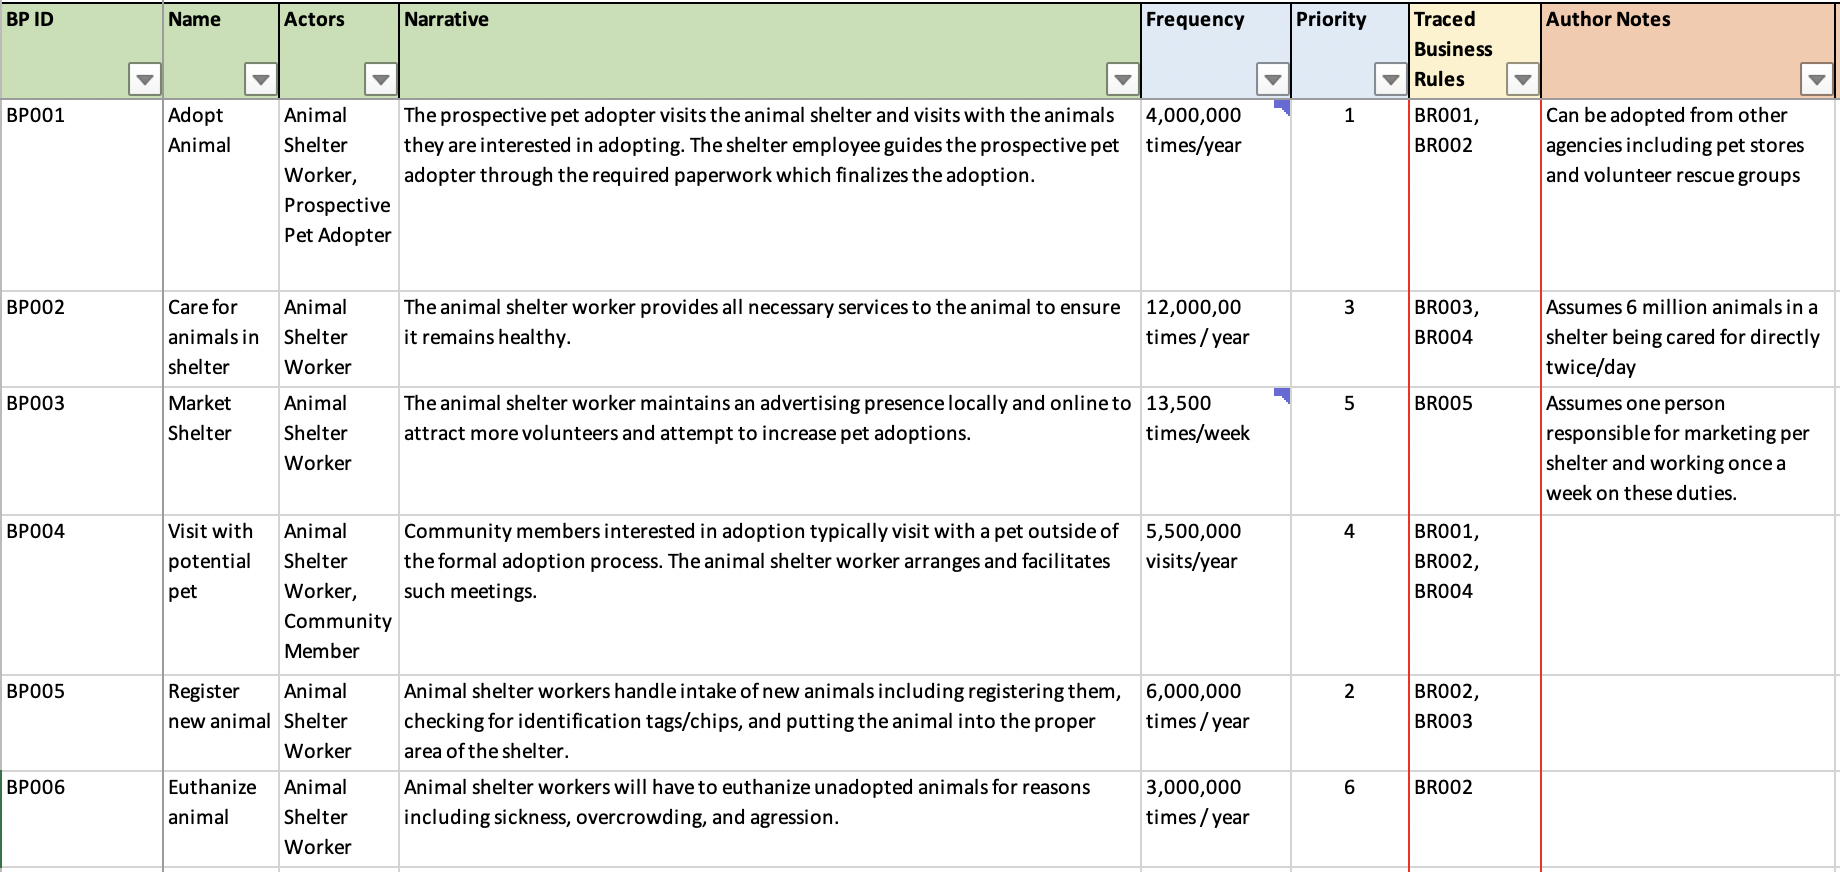 BP ID
Name
Actors
Narrative
Frequency
Priority
Traced
Business
Rules
Author Notes
BP001
Adopt
Animal
Animal
Shelter
Worker,
Prospective
Pet Adopter
The prospective pet adopter visits the animal shelter and visits with the animals
they are interested in adopting. The shelter employee guides the prospective pet
adopter through the required paperwork which finalizes the adoption.
4,000,000
times/year
1
BR001,
BR002
Can be adopted from other
agencies including pet stores
and volunteer rescue groups
BP002
Care for
animals in
shelter
Animal
Shelter
Worker
The animal shelter worker provides all necessary services to the animal to ensure
it remains healthy.
12,000,00
times / year
3
BR003,
BR004
Assumes 6 million animals in a
shelter being cared for directly
twice/day
BP003
Market
Shelter
Animal
Shelter
Worker
The animal shelter worker maintains an advertising presence locally and online to
attract more volunteers and attempt to increase pet adoptions.
13,500
times/week
5
BR005
Assumes one person
responsible for marketing per
shelter and working once a
week on these duties.
BP004
Visit with
potential
pet
Animal
Shelter
Worker,
Community
Member
Community members interested in adoption typically visit with a pet outside of
the formal adoption process. The animal shelter worker arranges and facilitates
such meetings.
5,500,000
visits/year
4
BR001,
BR002,
BR004
BP005
Register
new animal
Animal
Shelter
Worker
Animal shelter workers handle intake of new animals including registering them,
checking for identification tags/chips, and putting the animal into the proper
area of the shelter.
6,000,000
times / year
2
BR002,
BR003
BP006
Euthanize
animal
Animal
Shelter
Worker
Animal shelter workers will have to euthanize unadopted animals for reasons
including sickness, overcrowding, and agression.
3,000,000
times / year
6
BR002